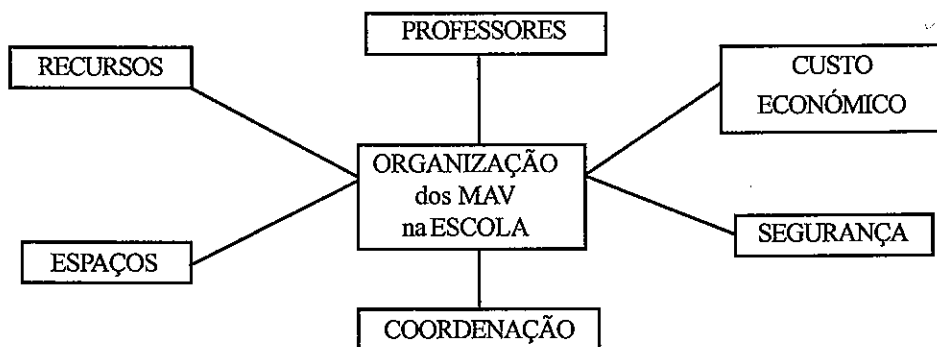 PROFESSORES
RECURSOS
CUSTO
ECONÓMICO
ORGANIZAÇÃO
dos MAV
na ESCOLA
ESPAÇOS
SEGURANÇA
COORDENAÇÃO